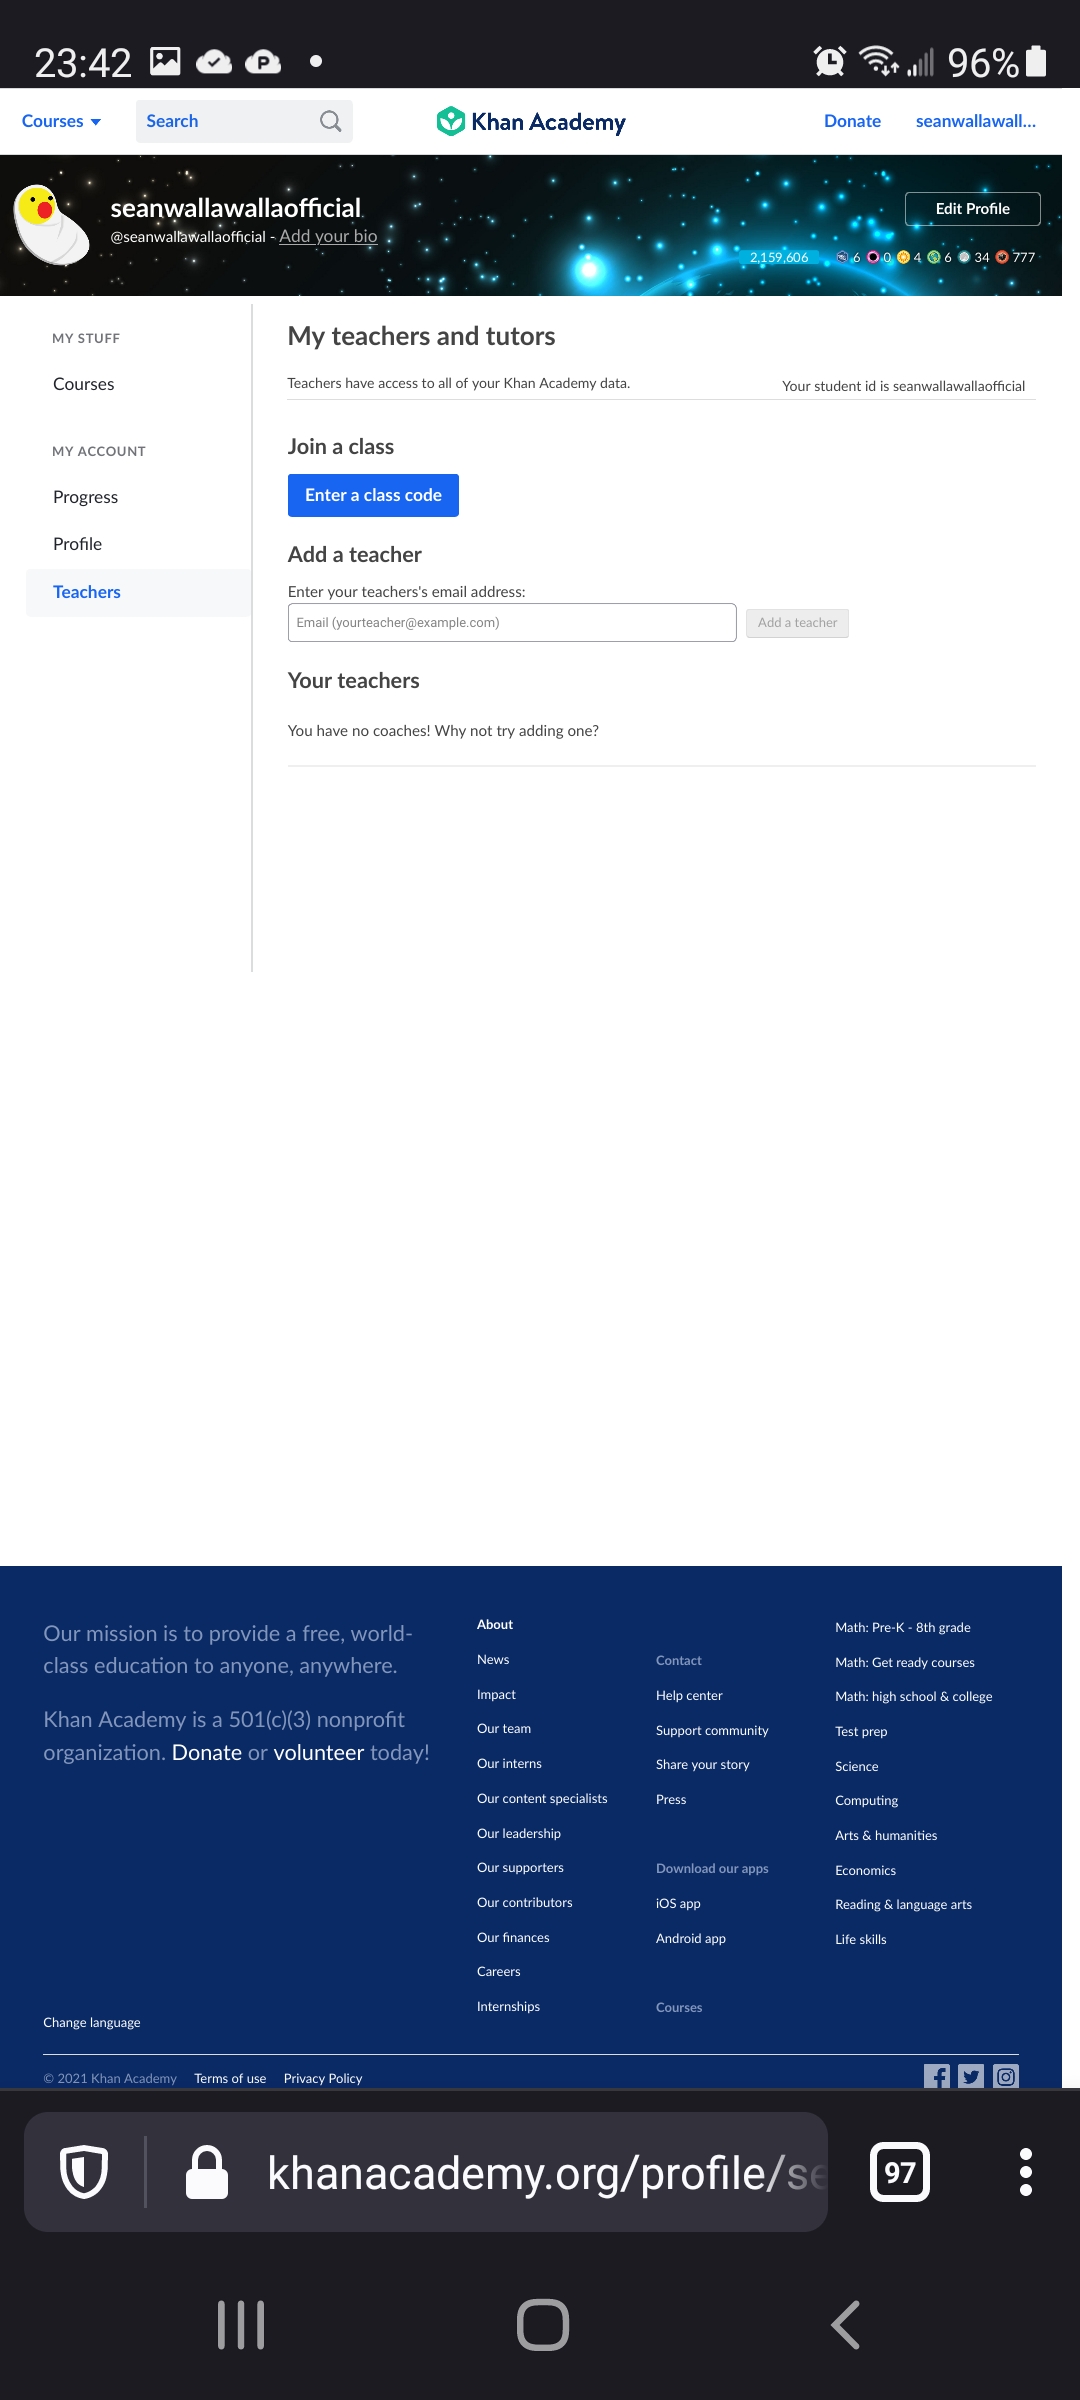 23:42
96%
Courses
Search
Khan Academy
Donate
seanwallawall...
seanwallawallaofficial
@seanwallawallaofficial - Add your bio
Edit Profile
2,159,606
6 0 4 6 34 777
MY STUFF
Courses
MY ACCOUNT
Progress
Profile
Teachers
My teachers and tutors
Teachers have access to all of your Khan Academy data.
Your student id is seanwallawallaofficial
Join a class
Enter a class code
Add a teacher
Enter your teachers's email address:
Email (yourteacher@example.com)
Add a teacher
Your teachers
You have no coaches! Why not try adding one?
Our mission is to provide a free, world-
class education to anyone, anywhere.
Khan Academy is a 501(c)(3) nonprofit
organization. Donate or volunteer today!
About
News
Impact
Our team
Our interns
Our content specialists
Our leadership
Our supporters
Our contributors
Our finances
Careers
Internships
Contact
Help center
Support community
Share your story
Press
Download our apps
iOS app
Android app
Courses
Math: Pre-K - 8th grade
Math: Get ready courses
Math: high school & college
Test prep
Science
Computing
Arts & humanities
Economics
Reading & language arts
Life skills
Change language
© 2021 Khan Academy
Terms of use
Privacy Policy
khanacademy.org/profile/se
97